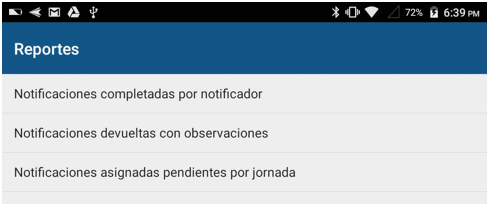 72% 6:39 PM
Reportes
Notificaciones completadas por notificador
Notificaciones devueltas con observaciones
Notificaciones asignadas pendientes por jornada